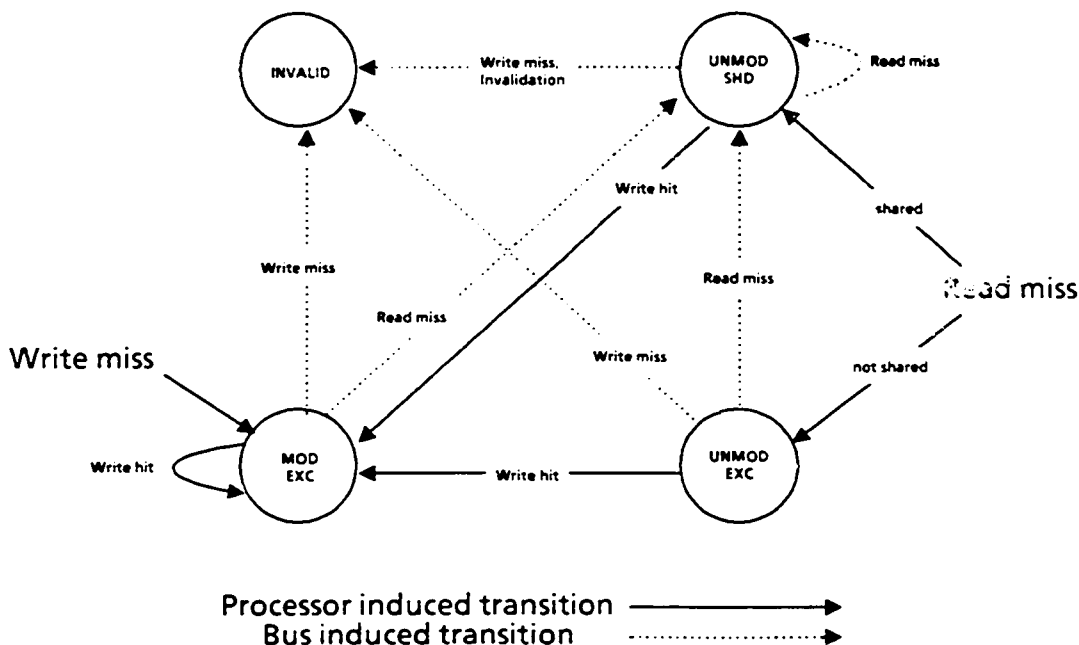 INVALID
Write miss,
Invalidation
UNMOD
SHD
Read miss
Write hit
shared
Write miss
Read miss
Read miss
Read miss
Write miss
Write miss
not shared
Write hit
MOD
EXC
Write hit
UNMOD
EXC
Processor induced transition
Bus induced transition